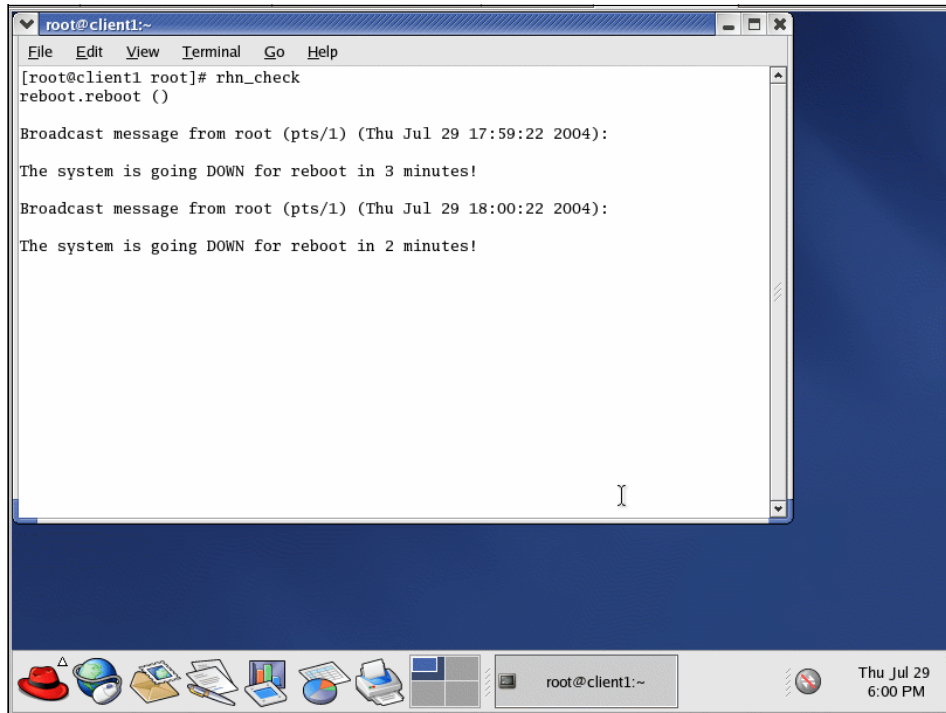 root@client1:~
File Edit View Terminal Go Help
[root@client1 root]# rhn_check
reboot.reboot ()
Broadcast message from root (pts/1) (Thu Jul 29 17:59:22 2004):
The system is going DOWN for reboot in 3 minutes!
Broadcast message from root (pts/1) (Thu Jul 29 18:00:22 2004):
The system is going DOWN for reboot in 2 minutes!
root@client1:~
Thu Jul 29
6:00 PM